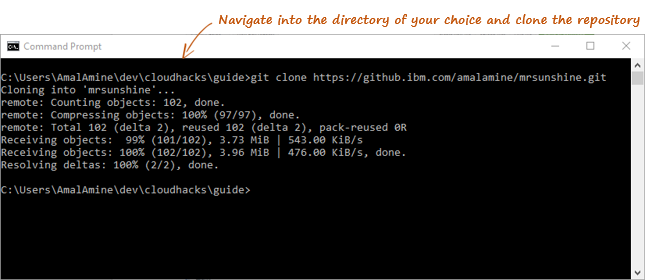 Navigate into the directory of your choice and clone the repository
Command Prompt
C:\Users\AmalAmine\dev\cloudhacks\guide>git clone https://github.ibm.com/amalamine/mrsunshine.git
Cloning into 'mrsunshine'...
remote: Counting objects: 102, done.
remote: Compressing objects: 100% (97/97), done.
remote: Total 102 (delta 2), reused 102 (delta 2), pack-reused 0R
Receiving objects:  99% (101/102), 3.73 MiB | 543.00 KiB/s
Receiving objects: 100% (102/102), 3.96 MiB | 476.00 KiB/s, done.
Resolving deltas: 100% (2/2), done.
C:\Users\AmalAmine\dev\cloudhacks\guide>